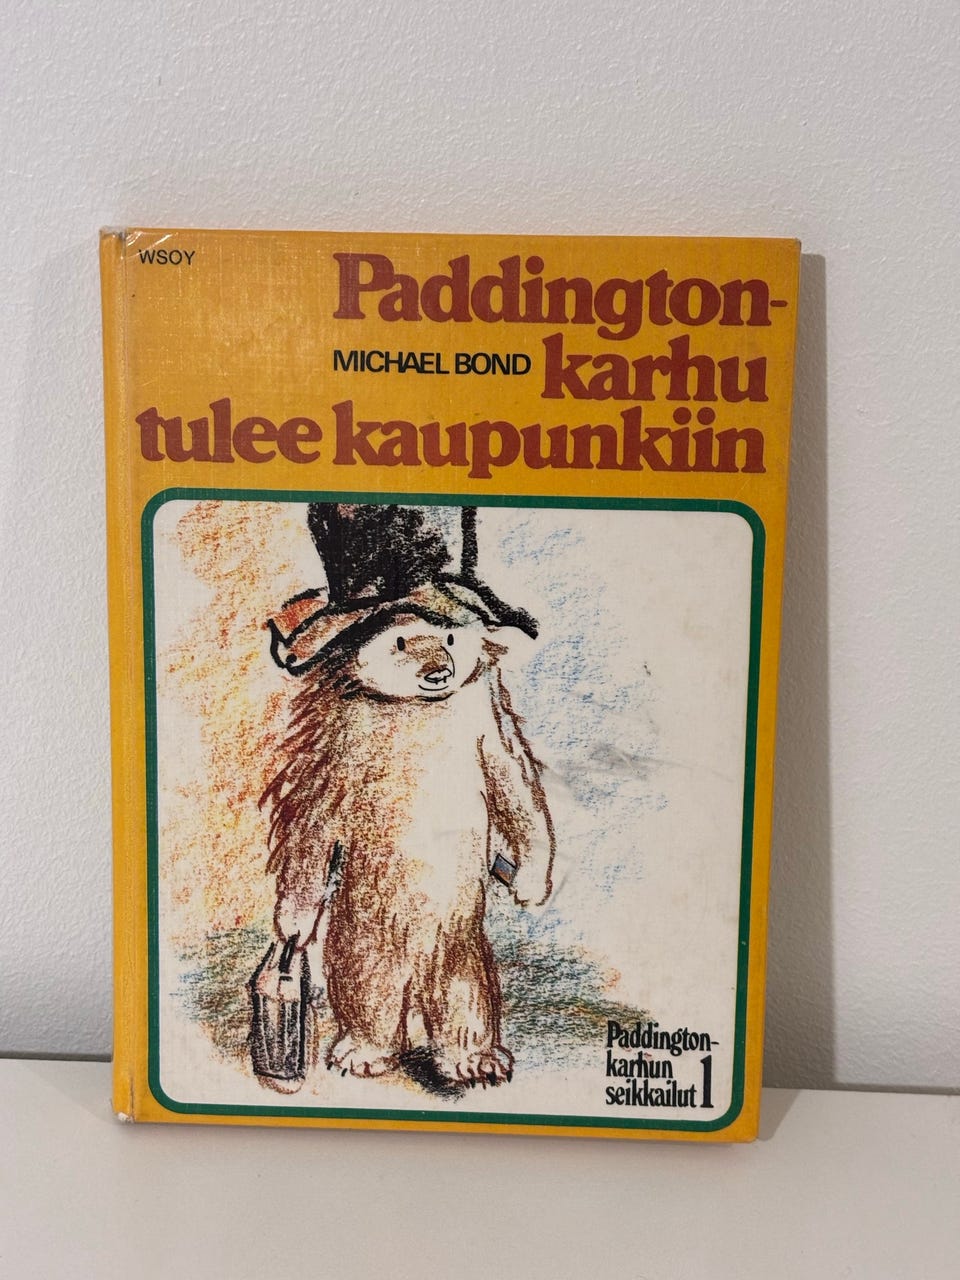 WSOY
Paddington-
MICHAEL BOND karhu
tulee kaupunkiin
Paddington-
karhun
seikkailut 1